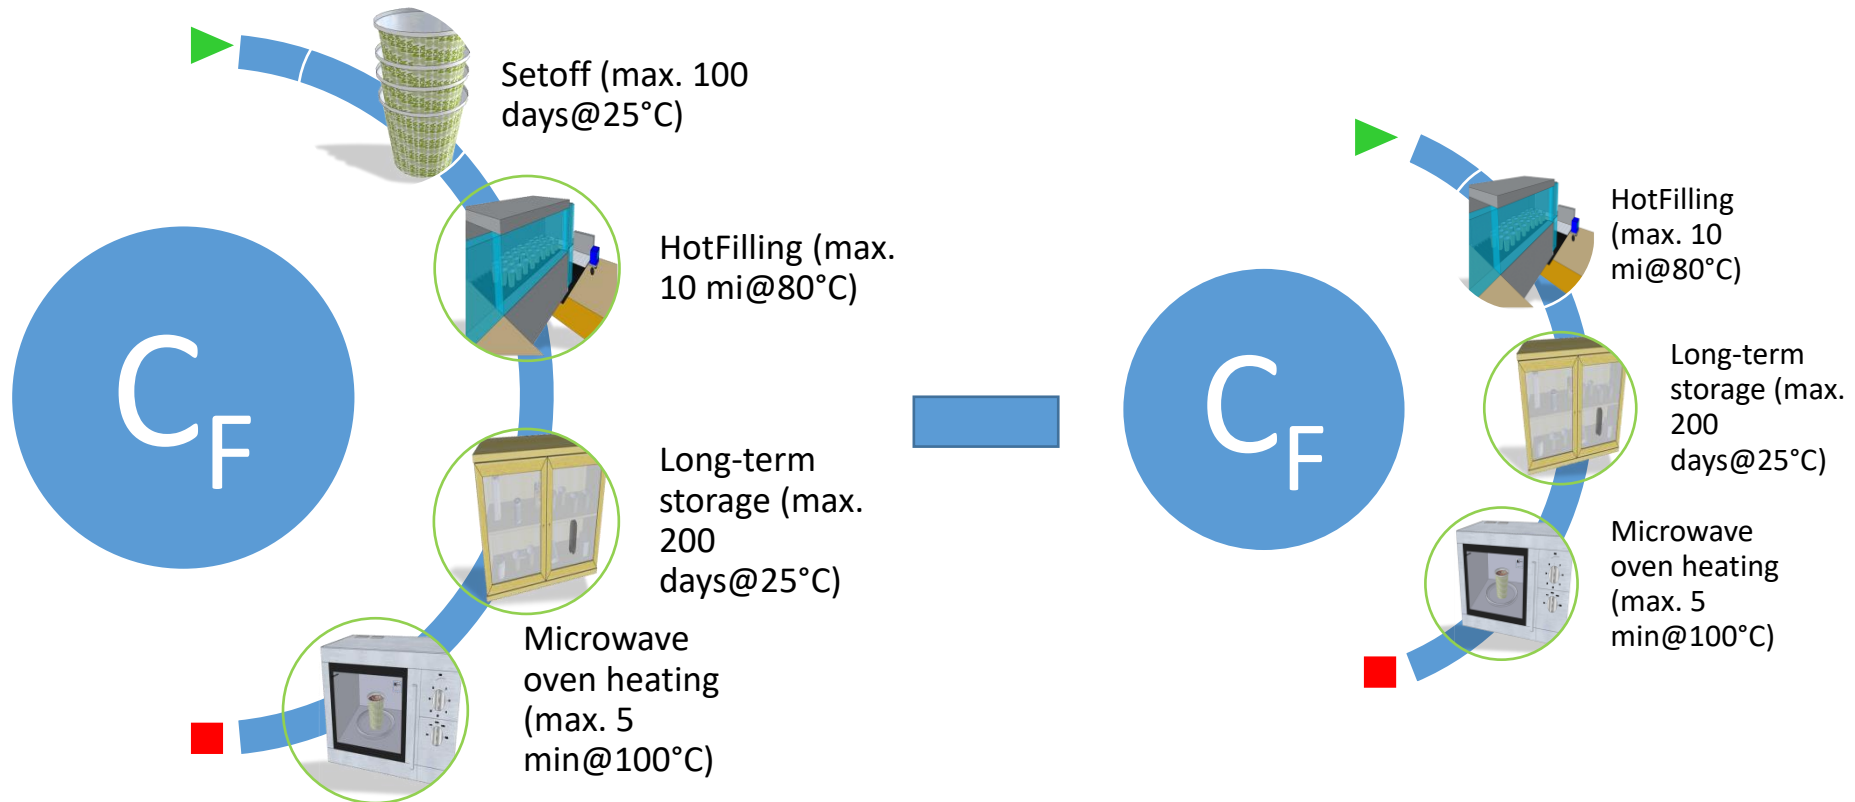 Setoff (max. 100
days@25°C)
HotFilling (max.
10 mi@80°C)
C_F
Long-term
storage (max.
200
days@25°C)
Microwave
oven heating
(max. 5
min@100°C)
HotFilling
(max. 10
mi@80°C)
C_F
Long-term
storage (max.
200
days@25°C)
Microwave
oven heating
(max. 5
min@100°C)